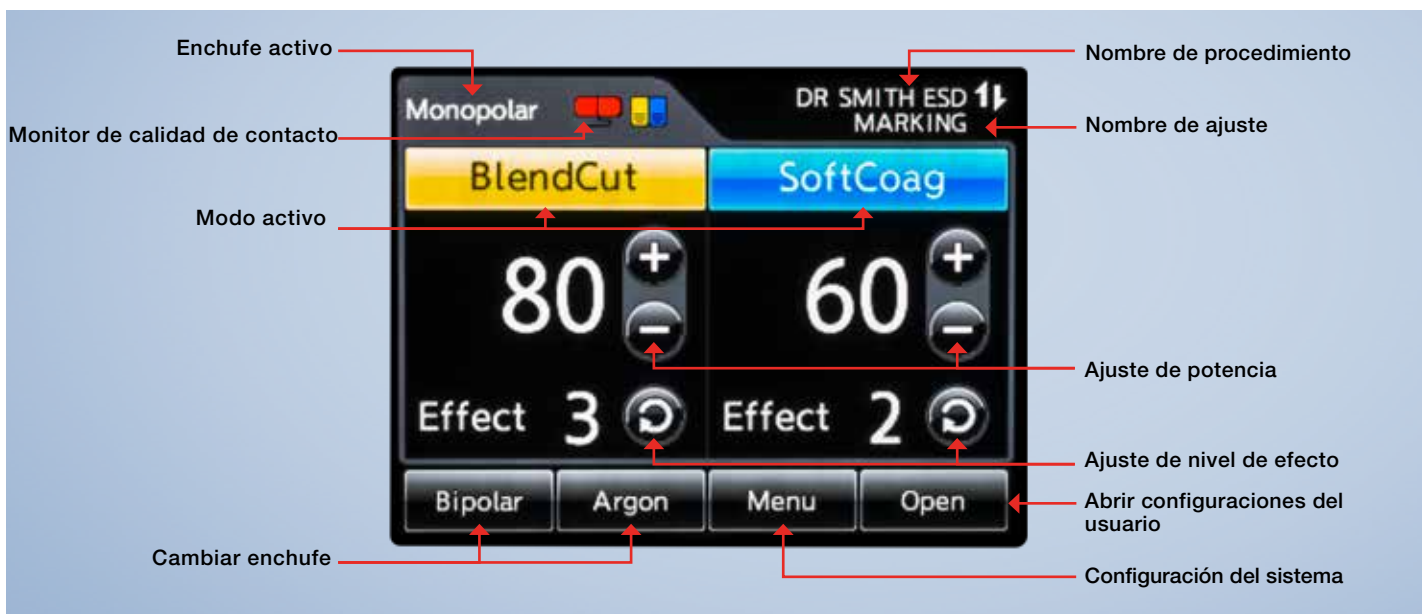 Enchufe activo
Nombre de procedimiento
Monopolar
DR SMITH ESD
MARKING
Monitor de calidad de contacto
Nombre de ajuste
BlendCut
SoftCoag
Modo activo
80
+
-
60
+
-
Ajuste de potencia
Effect 3
Effect 2
Ajuste de nivel de efecto
Bipolar
Argon
Menu
Open
Abrir configuraciones del
usuario
Cambiar enchufe
Configuración del sistema